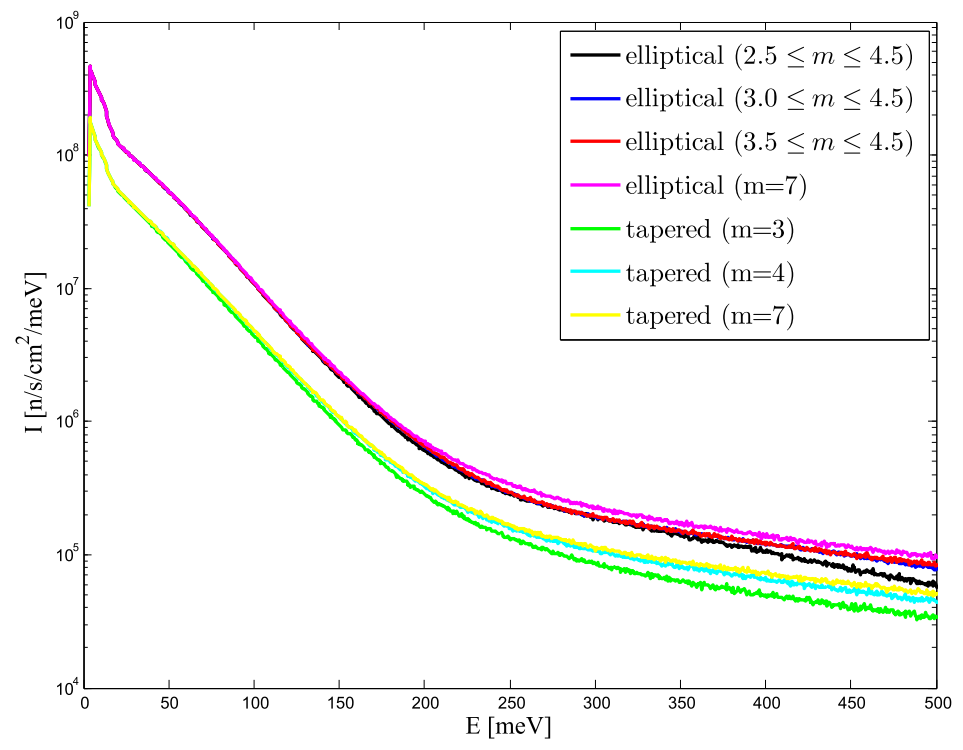 10^9
10^8
10^7
10^6
10^5
10^4
I [n/s/cm^2/meV]
elliptical (2.5 ≤ m ≤ 4.5)
elliptical (3.0 ≤ m ≤ 4.5)
elliptical (3.5 ≤ m ≤ 4.5)
elliptical (m=7)
tapered (m=3)
tapered (m=4)
tapered (m=7)
0 50 100 150 200 250 300 350 400 450 500
E [meV]